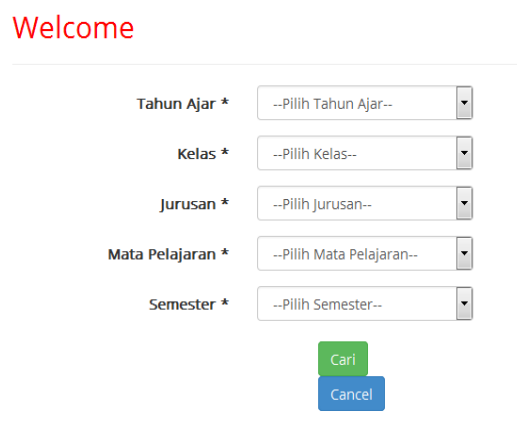 Welcome
Tahun Ajar * --Pilih Tahun Ajar--
Kelas * --Pilih Kelas--
Jurusan * --Pilih Jurusan--
Mata Pelajaran * --Pilih Mata Pelajaran--
Semester * --Pilih Semester--
Cari
Cancel